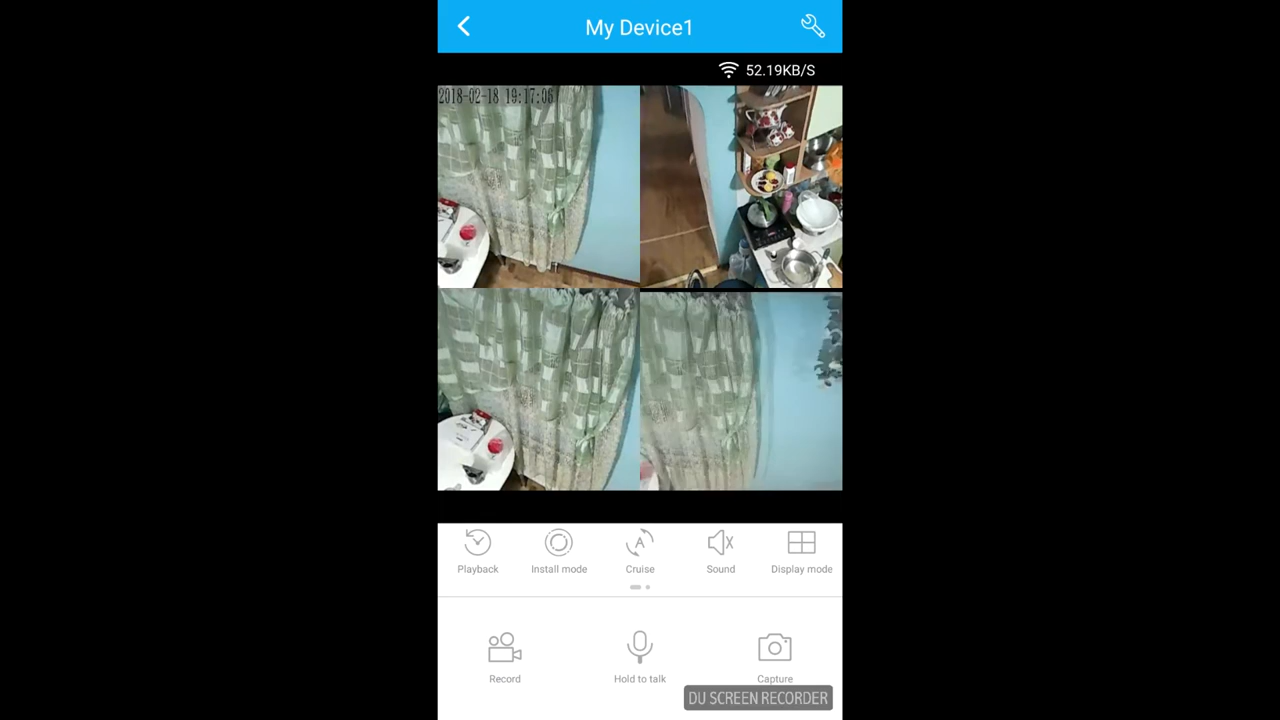 My Device1
52.19KB/S
2018-02-18 19:17:06
Playback
Install mode
Cruise
Sound
Display mode
Record
Hold to talk
Capture
DU SCREEN RECORDER